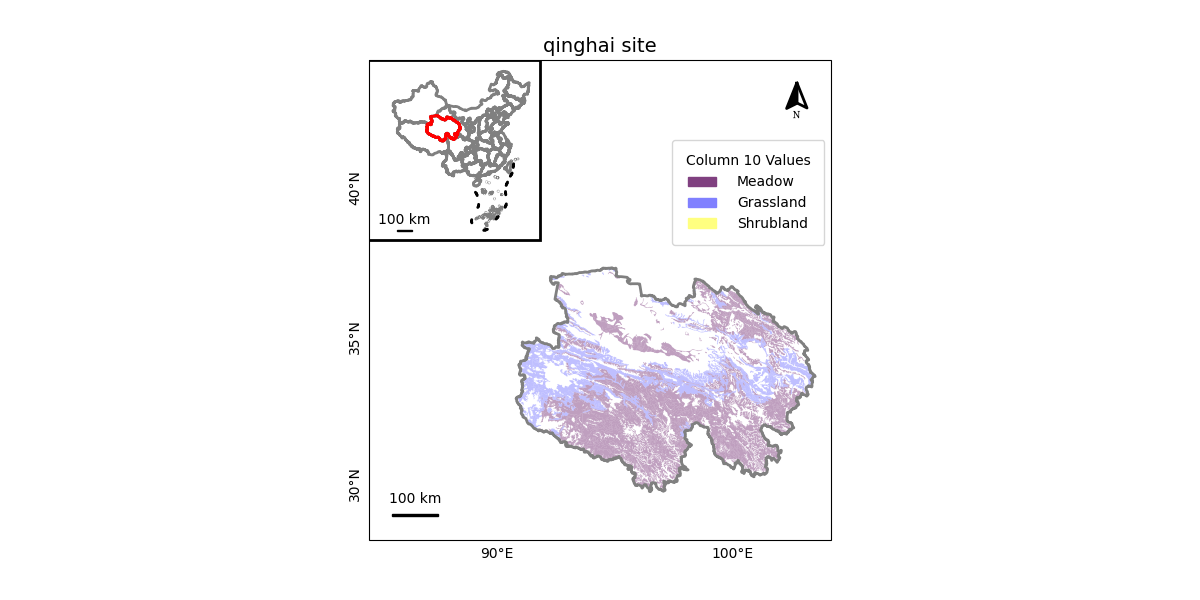 qinghai site
N
Column 10 Values
Meadow
Grassland
Shrubland
100 km
40°N
35°N
30°N
100 km
90°E
100°E